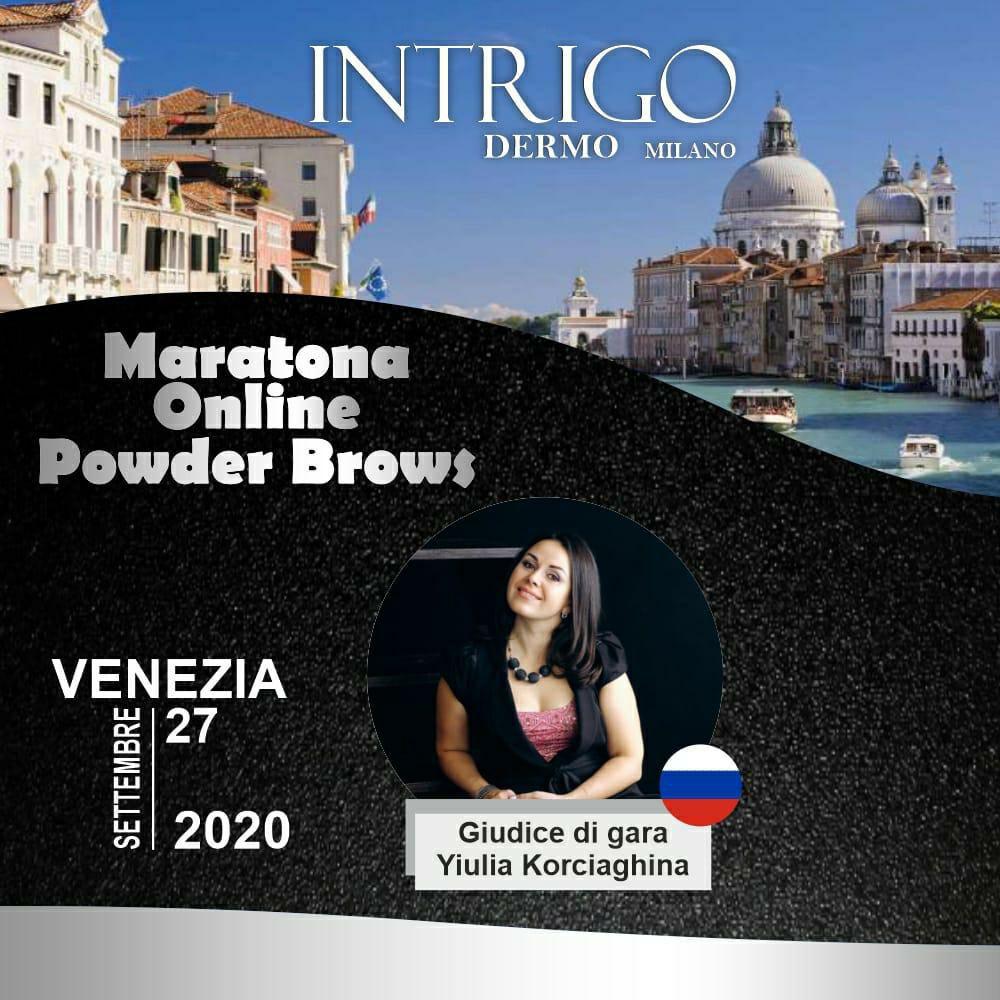 INTRIGO
DERMO MILANO
Maratona
Online
Powder Brows
VENEZIA
SETTEMBRE
27
2020
Giudice di gara
Yiulia Korciaghina